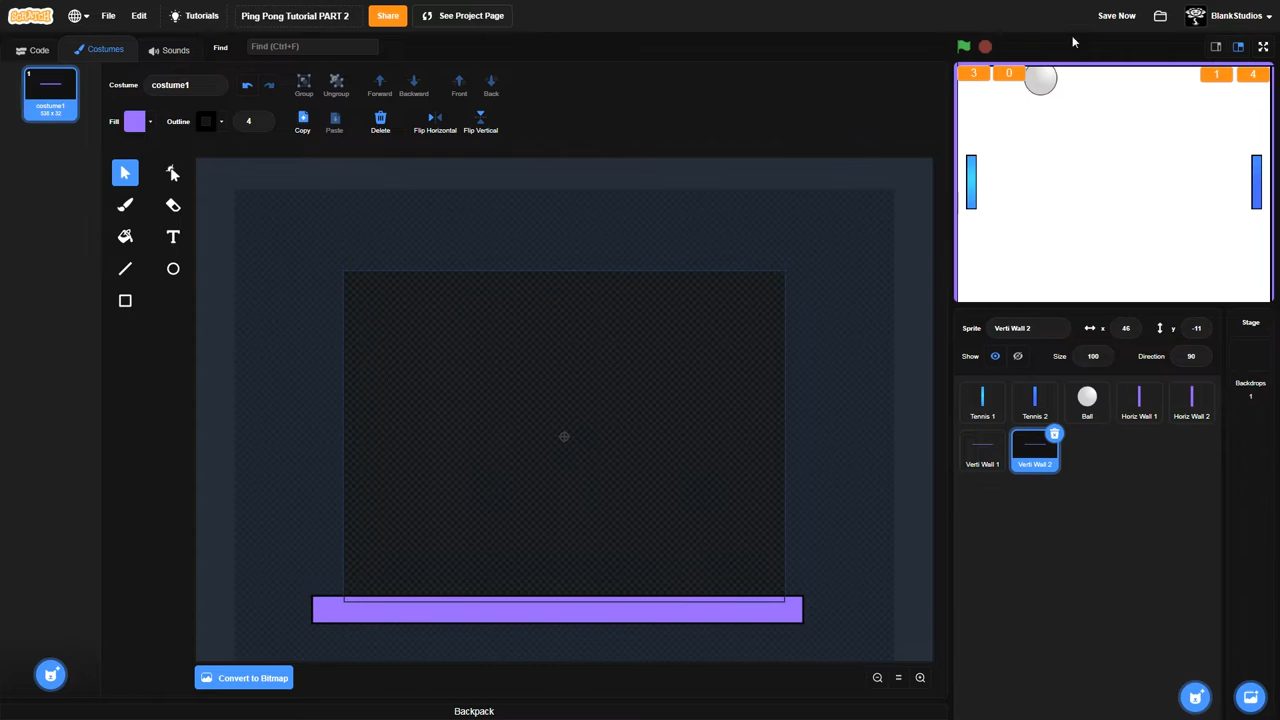 SCRATCH File Edit Tutorials Ping Pong Tutorial PART 2 Share See Project Page Save Now BlankStudios
Code Costumes Sounds Find Find (Ctrl+F)
3 0 1 4
1
costume1
538 x 32
Costume costume1 Group Ungroup Forward Backward Front Back
Fill Outline 4 Copy Paste Delete Flip Horizontal Flip Vertical
T
Sprite Verti Wall 2 x 46 y -11
Show Size 100 Direction 90
Stage
Backdrops
1
Tennis 1 Tennis 2 Ball Horiz Wall 1 Horiz Wall 2
Verti Wall 1 Verti Wall 2
Convert to Bitmap
Backpack